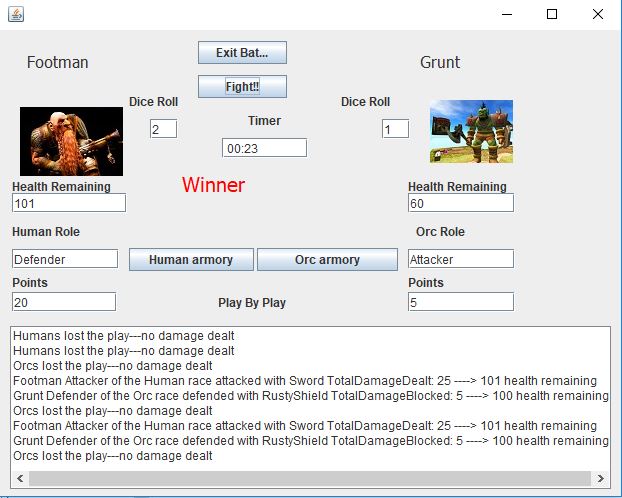 Exit Bat...
Footman
Grunt
Fight!!
Dice Roll
Dice Roll
2
Timer
1
00:23
Health Remaining
Winner
Health Remaining
101
60
Human Role
Orc Role
Defender
Human armory
Orc armory
Attacker
Points
Points
20
Play By Play
5
Humans lost the play---no damage dealt
Humans lost the play---no damage dealt
Orcs lost the play---no damage dealt
Footman Attacker of the Human race attacked with Sword TotalDamageDealt: 25 ----> 101 health remaining
Grunt Defender of the Orc race defended with RustyShield TotalDamageBlocked: 5 ----> 100 health remaining
Orcs lost the play---no damage dealt
Footman Attacker of the Human race attacked with Sword TotalDamageDealt: 25 ----> 101 health remaining
Grunt Defender of the Orc race defended with RustyShield TotalDamageBlocked: 5 ----> 100 health remaining
Orcs lost the play---no damage dealt